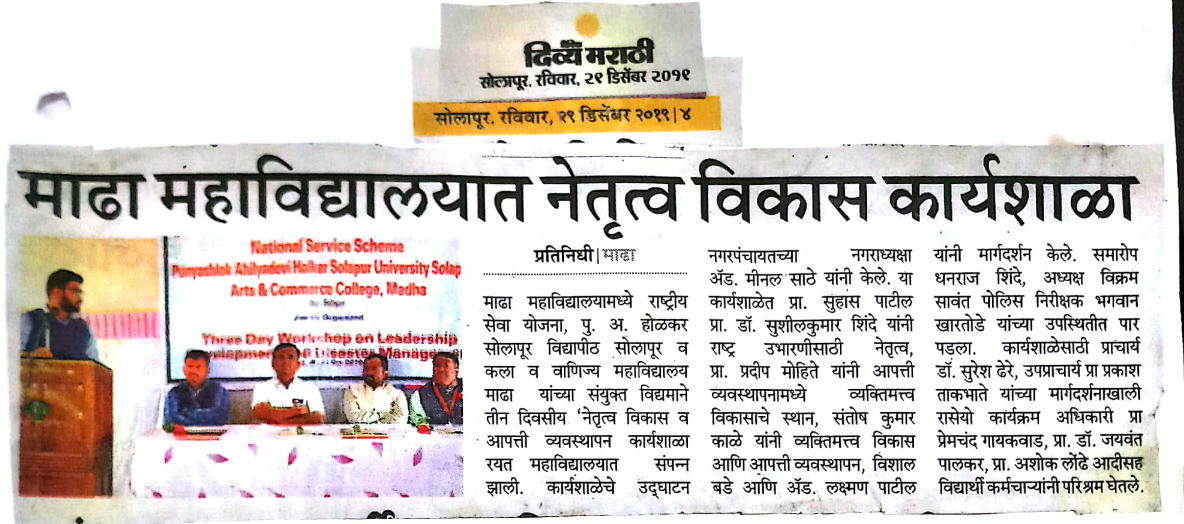 दिव्य मराठी
सोलापूर. रविवार, २९ डिसेंबर २०१९
सोलापूर. रविवार, २९ डिसेंबर २०१९|४
माढा महाविद्यालयात नेतृत्व विकास कार्यशाळा
National Service Scheme
Punyashlok Ahilyadevi Holkar Solapur University Solap
Arts & Commerce College, Madha
Three Day Workshop on Leadership
प्रतिनिधी|माढा
माढा महाविद्यालयामध्ये राष्ट्रीय
सेवा योजना, पु. अ. होळकर
सोलापूर विद्यापीठ सोलापूर व
कला व वाणिज्य महाविद्यालय
माढा यांच्या संयुक्त विद्यमाने
तीन दिवसीय 'नेतृत्व विकास व
आपत्ती व्यवस्थापन कार्यशाळा
रयत महाविद्यालयात संपन्न
झाली. कार्यशाळेचे उद्घाटन
नगरपंचायतच्या नगराध्यक्षा
ॲड. मीनल साठे यांनी केले. या
कार्यशाळेत प्रा. सुहास पाटील
प्रा. डॉ. सुशीलकुमार शिंदे यांनी
राष्ट्र उभारणीसाठी नेतृत्व,
प्रा. प्रदीप मोहिते यांनी आपत्ती
व्यवस्थापनामध्ये व्यक्तिमत्त्व
विकासाचे स्थान, संतोष कुमार
काळे यांनी व्यक्तिमत्त्व विकास
आणि आपत्ती व्यवस्थापन, विशाल
बडे आणि ॲड. लक्ष्मण पाटील
यांनी मार्गदर्शन केले. समारोप
धनराज शिंदे, अध्यक्ष विक्रम
सावंत पोलिस निरीक्षक भगवान
खारतोडे यांच्या उपस्थितीत पार
पडला. कार्यशाळेसाठी प्राचार्य
डॉ. सुरेश ढेरे, उपप्राचार्य प्रा प्रकाश
ताकभाते यांच्या मार्गदर्शनाखाली
रासेयो कार्यक्रम अधिकारी प्रा
प्रेमचंद गायकवाड, प्रा. डॉ. जयवंत
पालकर, प्रा. अशोक लोंढे आदीसह
विद्यार्थी कर्मचाऱ्यांनी परिश्रम घेतले.